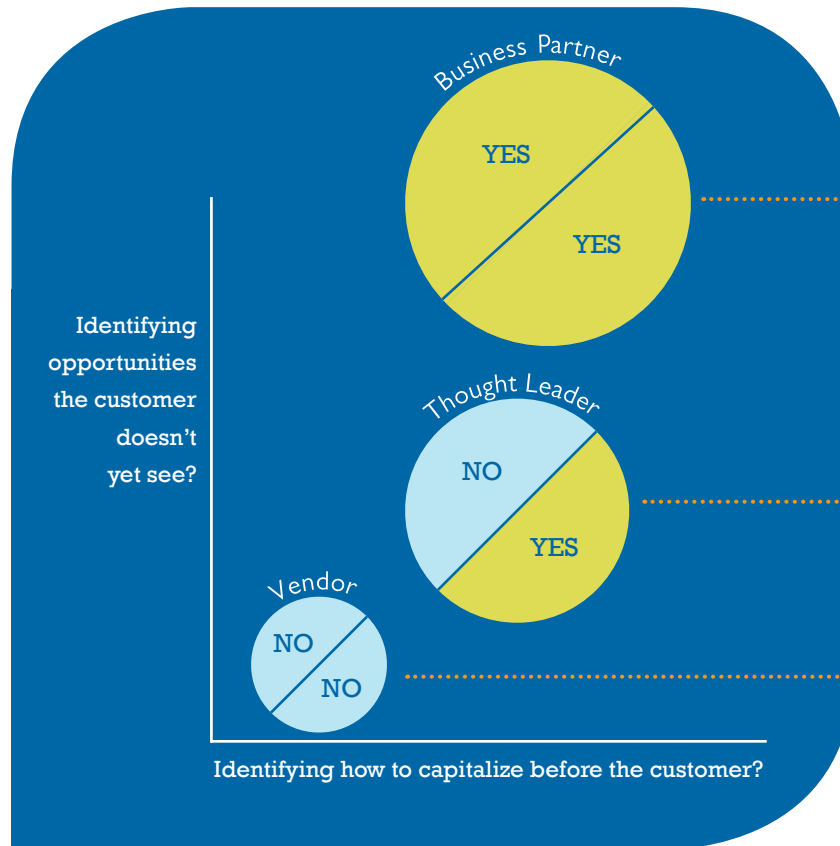 Business Partner
YES
YES
Identifying
opportunities
the customer
doesn't
yet see?
Thought Leader
NO
YES
Vendor
NO
NO
Identifying how to capitalize before the customer?